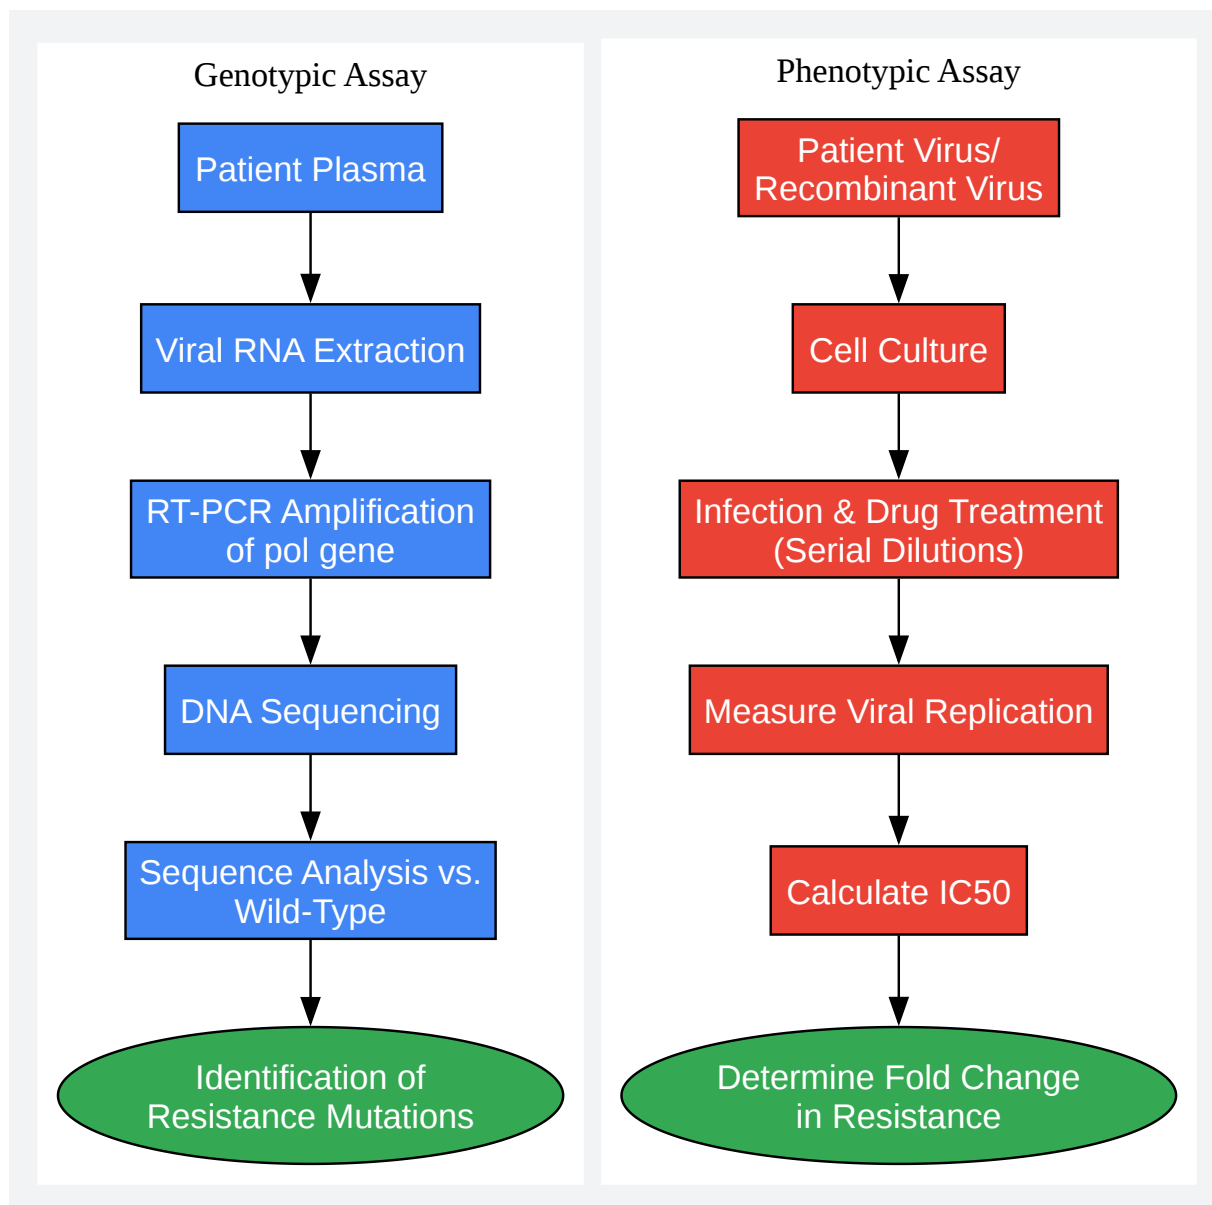 Genotypic Assay
Patient Plasma
Viral RNA Extraction
RT-PCR Amplification
of pol gene
DNA Sequencing
Sequence Analysis vs.
Wild-Type
Identification of
Resistance Mutations
Phenotypic Assay
Patient Virus/
Recombinant Virus
Cell Culture
Infection & Drug Treatment
(Serial Dilutions)
Measure Viral Replication
Calculate IC50
Determine Fold Change
in Resistance